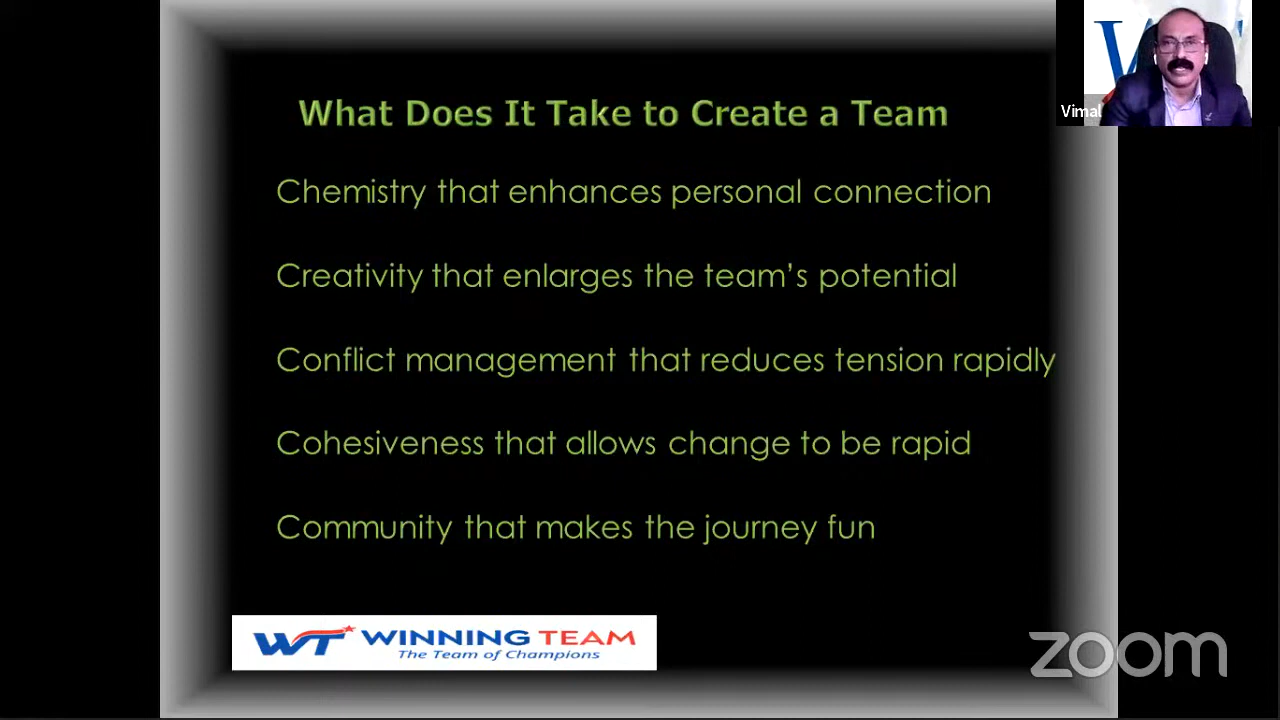 What Does It Take to Create a Team
Vimal
Chemistry that enhances personal connection
Creativity that enlarges the team's potential
Conflict management that reduces tension rapidly
Cohesiveness that allows change to be rapid
Community that makes the journey fun
WT WINNING TEAM
The Team of Champions
zoom